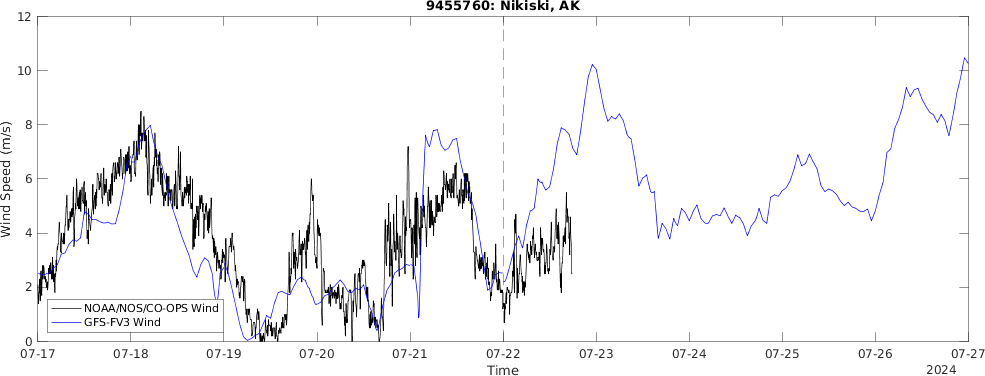 9455760: Nikiski, AK
Wind Speed (m/s)
12
10
8
6
4
2
0
NOAA/NOS/CO-OPS Wind
GFS-FV3 Wind
07-17 07-18 07-19 07-20 07-21 07-22 07-23 07-24 07-25 07-26 07-27
Time
2024